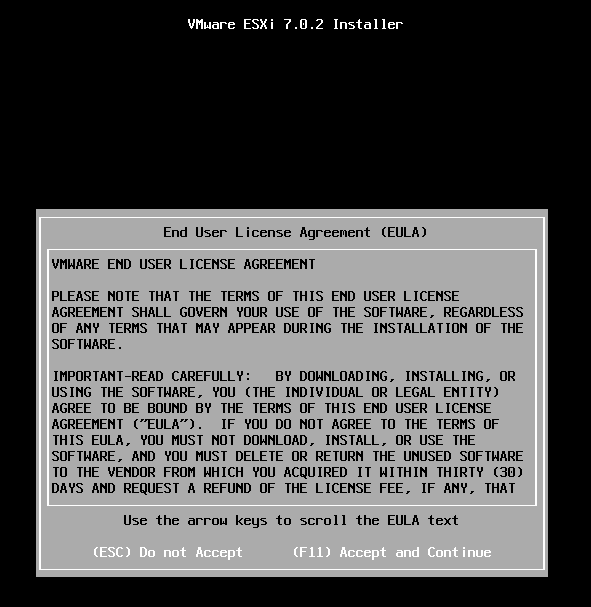 VMware ESXi 7.0.2 Installer
End User License Agreement (EULA)
VMWARE END USER LICENSE AGREEMENT
PLEASE NOTE THAT THE TERMS OF THIS END USER LICENSE
AGREEMENT SHALL GOVERN YOUR USE OF THE SOFTWARE, REGARDLESS
OF ANY TERMS THAT MAY APPEAR DURING THE INSTALLATION OF THE
SOFTWARE.
IMPORTANT-READ CAREFULLY:   BY DOWNLOADING, INSTALLING, OR
USING THE SOFTWARE, YOU (THE INDIVIDUAL OR LEGAL ENTITY)
AGREE TO BE BOUND BY THE TERMS OF THIS END USER LICENSE
AGREEMENT ("EULA").  IF YOU DO NOT AGREE TO THE TERMS OF
THIS EULA, YOU MUST NOT DOWNLOAD, INSTALL, OR USE THE
SOFTWARE, AND YOU MUST DELETE OR RETURN THE UNUSED SOFTWARE
TO THE VENDOR FROM WHICH YOU ACQUIRED IT WITHIN THIRTY (30)
DAYS AND REQUEST A REFUND OF THE LICENSE FEE, IF ANY, THAT
Use the arrow keys to scroll the EULA text
(ESC) Do not Accept      (F11) Accept and Continue